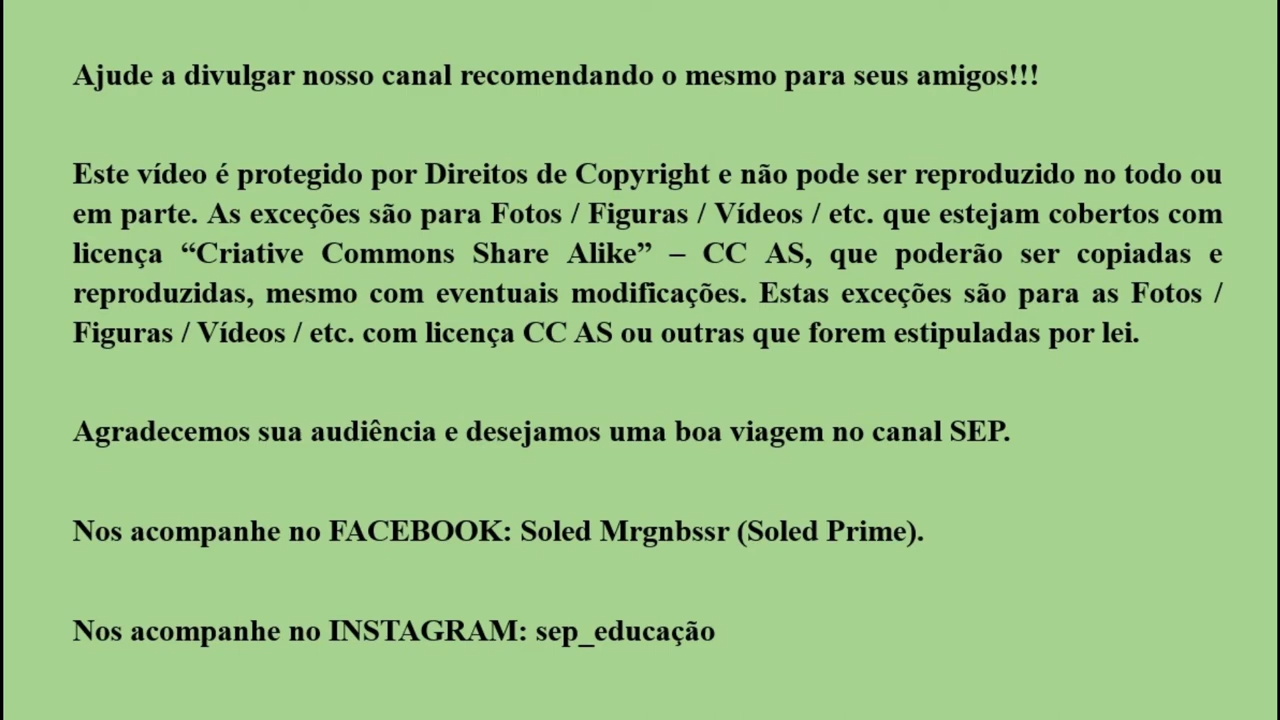 Ajude a divulgar nosso canal recomendando o mesmo para seus amigos!!!
Este vídeo é protegido por Direitos de Copyright e não pode ser reproduzido no todo ou
em parte. As exceções são para Fotos / Figuras / Vídeos / etc. que estejam cobertos com
licença “Criative Commons Share Alike” – CC AS, que poderão ser copiadas e
reproduzidas, mesmo com eventuais modificações. Estas exceções são para as Fotos /
Figuras / Vídeos / etc. com licença CC AS ou outras que forem estipuladas por lei.
Agradecemos sua audiência e desejamos uma boa viagem no canal SEP.
Nos acompanhe no FACEBOOK: Soled Mrgnbssr (Soled Prime).
Nos acompanhe no INSTAGRAM: sep_educação